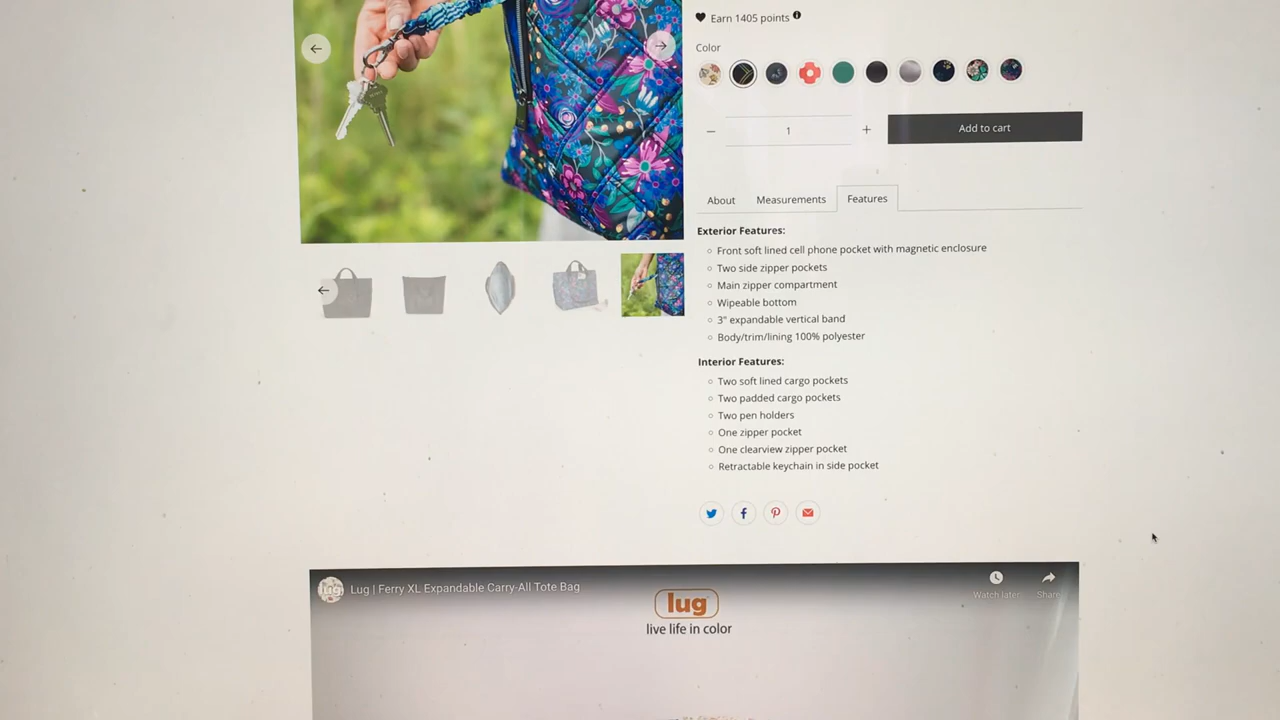 Earn 1405 points
Color
1
Add to cart
About Measurements Features
Exterior Features:
Front soft lined cell phone pocket with magnetic enclosure
Two side zipper pockets
Main zipper compartment
Wipeable bottom
3" expandable vertical band
Body/trim/lining 100% polyester
Interior Features:
Two soft lined cargo pockets
Two padded cargo pockets
Two pen holders
One zipper pocket
One clearview zipper pocket
Retractable keychain in side pocket
lug Lug | Ferry XL Expandable Carry-All Tote Bag
Watch later Share
lug
live life in color